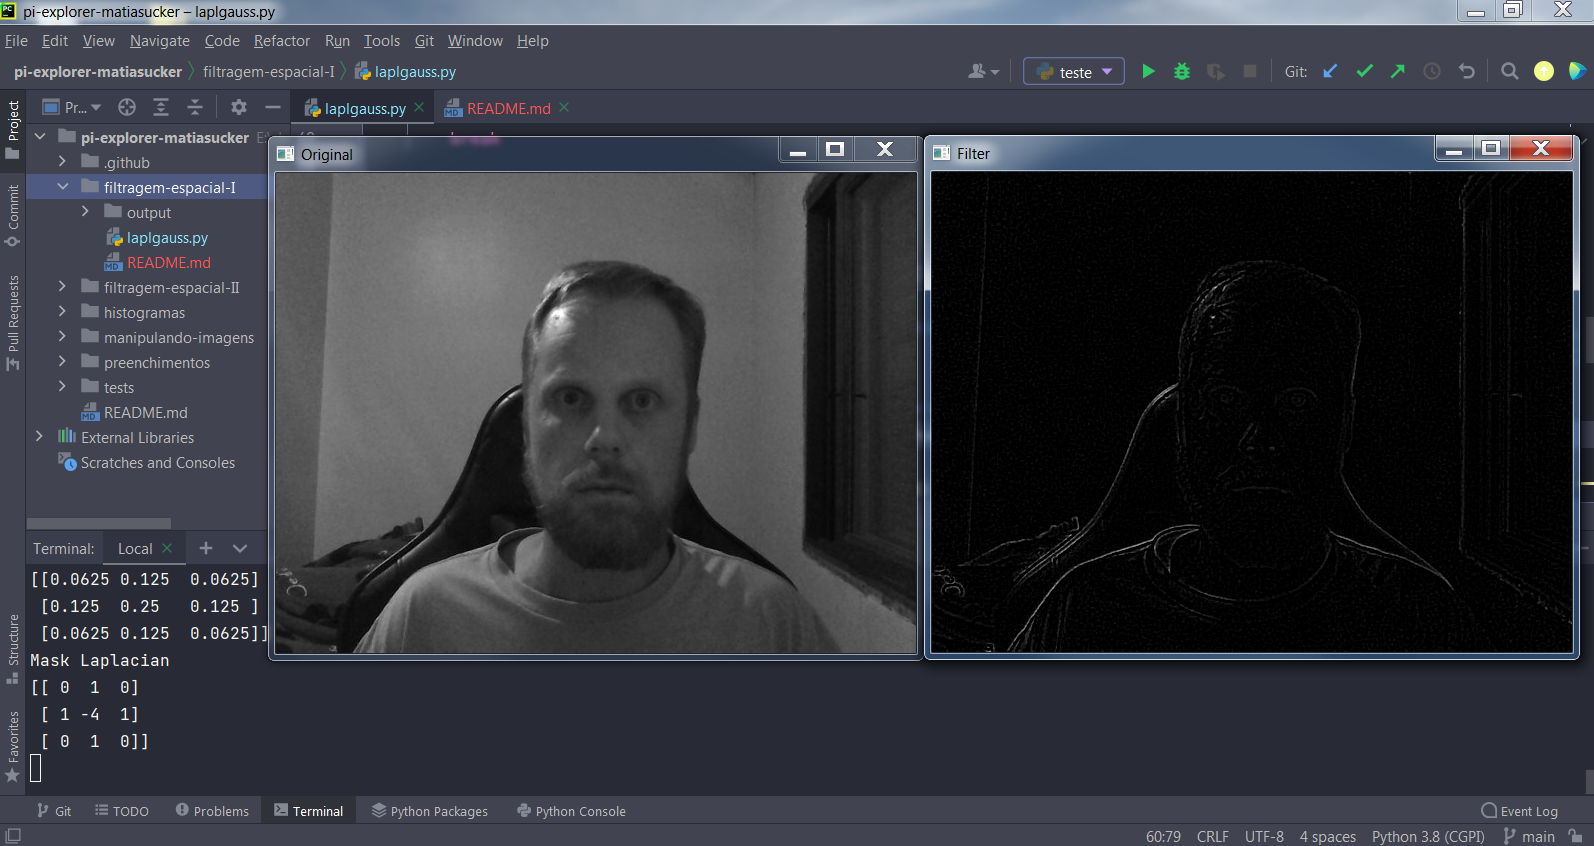 PC pi-explorer-matiasucker – laplgauss.py
File Edit View Navigate Code Refactor Run Tools Git Window Help
pi-explorer-matiasucker filtragem-espacial-I laplgauss.py teste Git:
Project
Commit
Pull Requests
Structure
Favorites
Pr... laplgauss.py MD README.md
pi-explorer-matiasucker
.github
filtragem-espacial-I
output
laplgauss.py
MD README.md
filtragem-espacial-II
histogramas
manipulando-imagens
preenchimentos
tests
MD README.md
External Libraries
Scratches and Consoles
break
Original
Filter
Terminal: Local
[[0.0625 0.125  0.0625]
[0.125  0.25   0.125 ]
[0.0625 0.125  0.0625]]
Mask Laplacian
[[ 0  1  0]
[ 1 -4  1]
[ 0  1  0]]
Git TODO Problems Terminal Python Packages Python Console Event Log
60:79 CRLF UTF-8 4 spaces Python 3.8 (CGPI) main